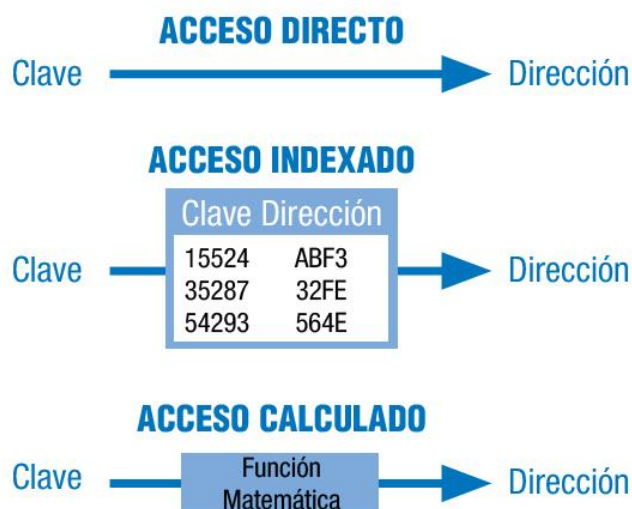 ACCESO DIRECTO
Clave Dirección
ACCESO INDEXADO
Clave Dirección
15524 ABF3
Clave 35287 32FE Dirección
54293 564E
ACCESO CALCULADO
Clave Función Dirección
Matemática